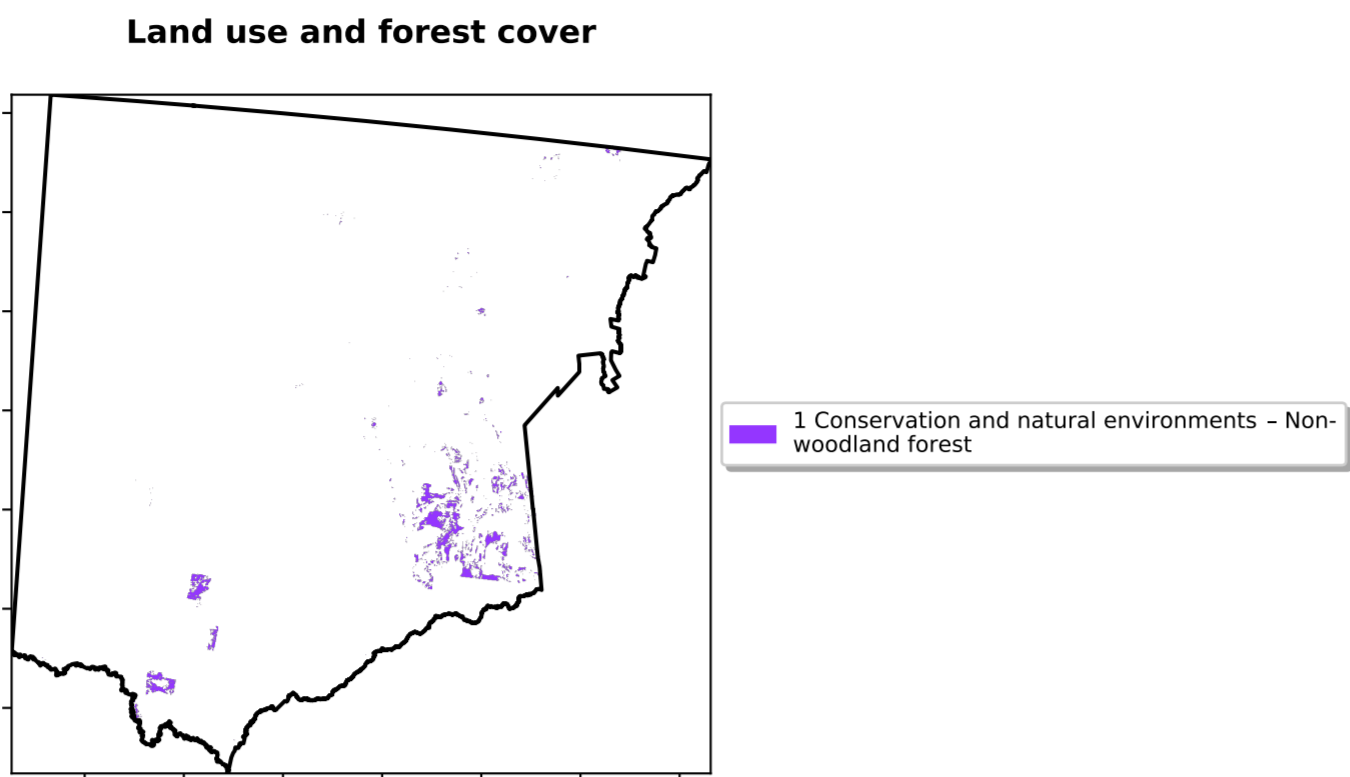 Land use and forest cover
1 Conservation and natural environments – Non-
woodland forest